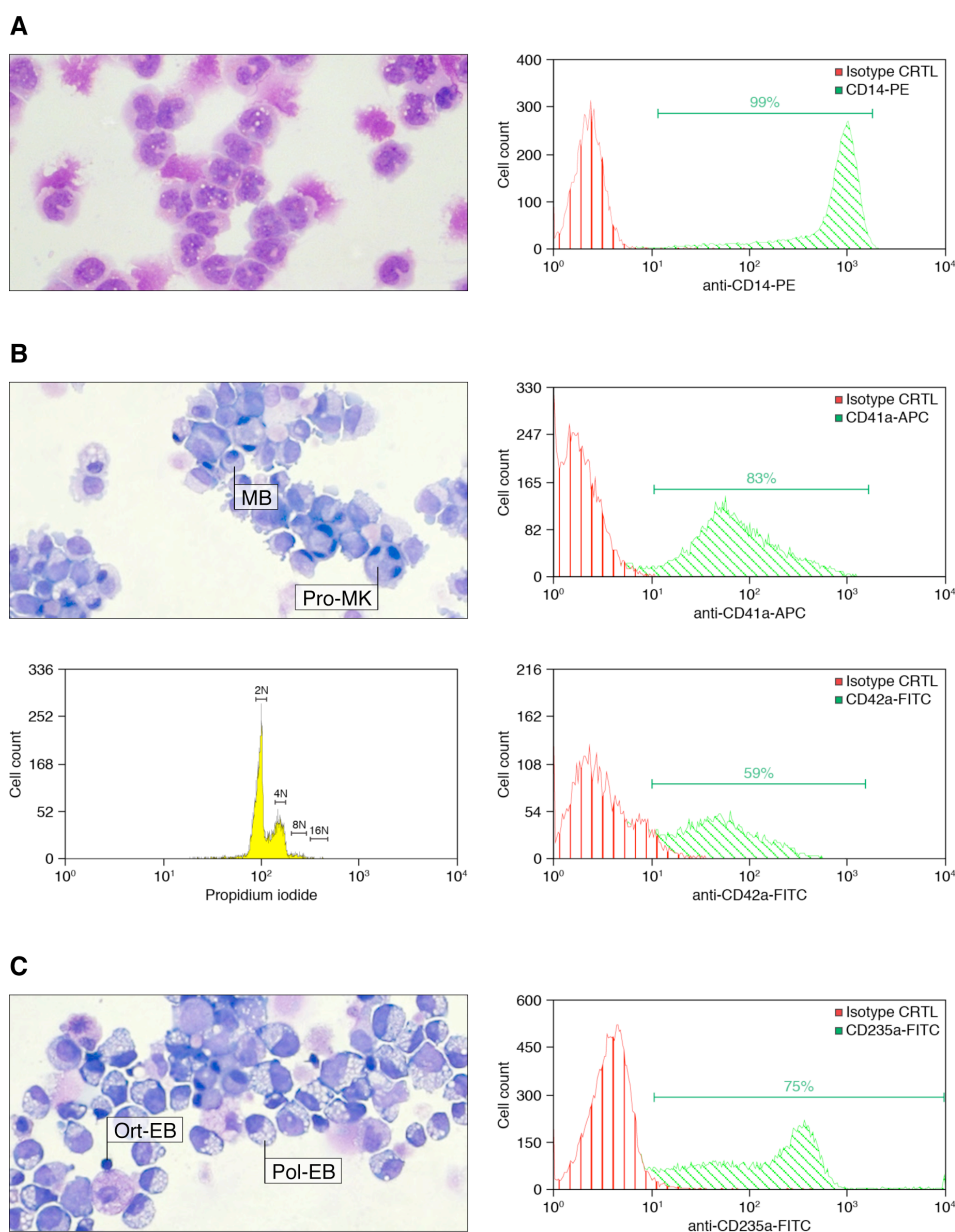 A
400
300
200
100
0
Cell count
Isotype CRTL
CD14-PE
99%
10⁰ 10¹ 10² 10³ 10⁴
anti-CD14-PE
B
MB
Pro-MK
330
247
165
82
0
Cell count
Isotype CRTL
CD41a-APC
83%
10⁰ 10¹ 10² 10³ 10⁴
anti-CD41a-APC
336
252
168
52
0
Cell count
2N
4N
8N
16N
10⁰ 10¹ 10² 10³ 10⁴
Propidium iodide
216
162
108
54
0
Cell count
Isotype CRTL
CD42a-FITC
59%
10⁰ 10¹ 10² 10³ 10⁴
anti-CD42a-FITC
C
Ort-EB
Pol-EB
600
450
300
150
0
Cell count
Isotype CRTL
CD235a-FITC
75%
10⁰ 10¹ 10² 10³ 10⁴
anti-CD235a-FITC